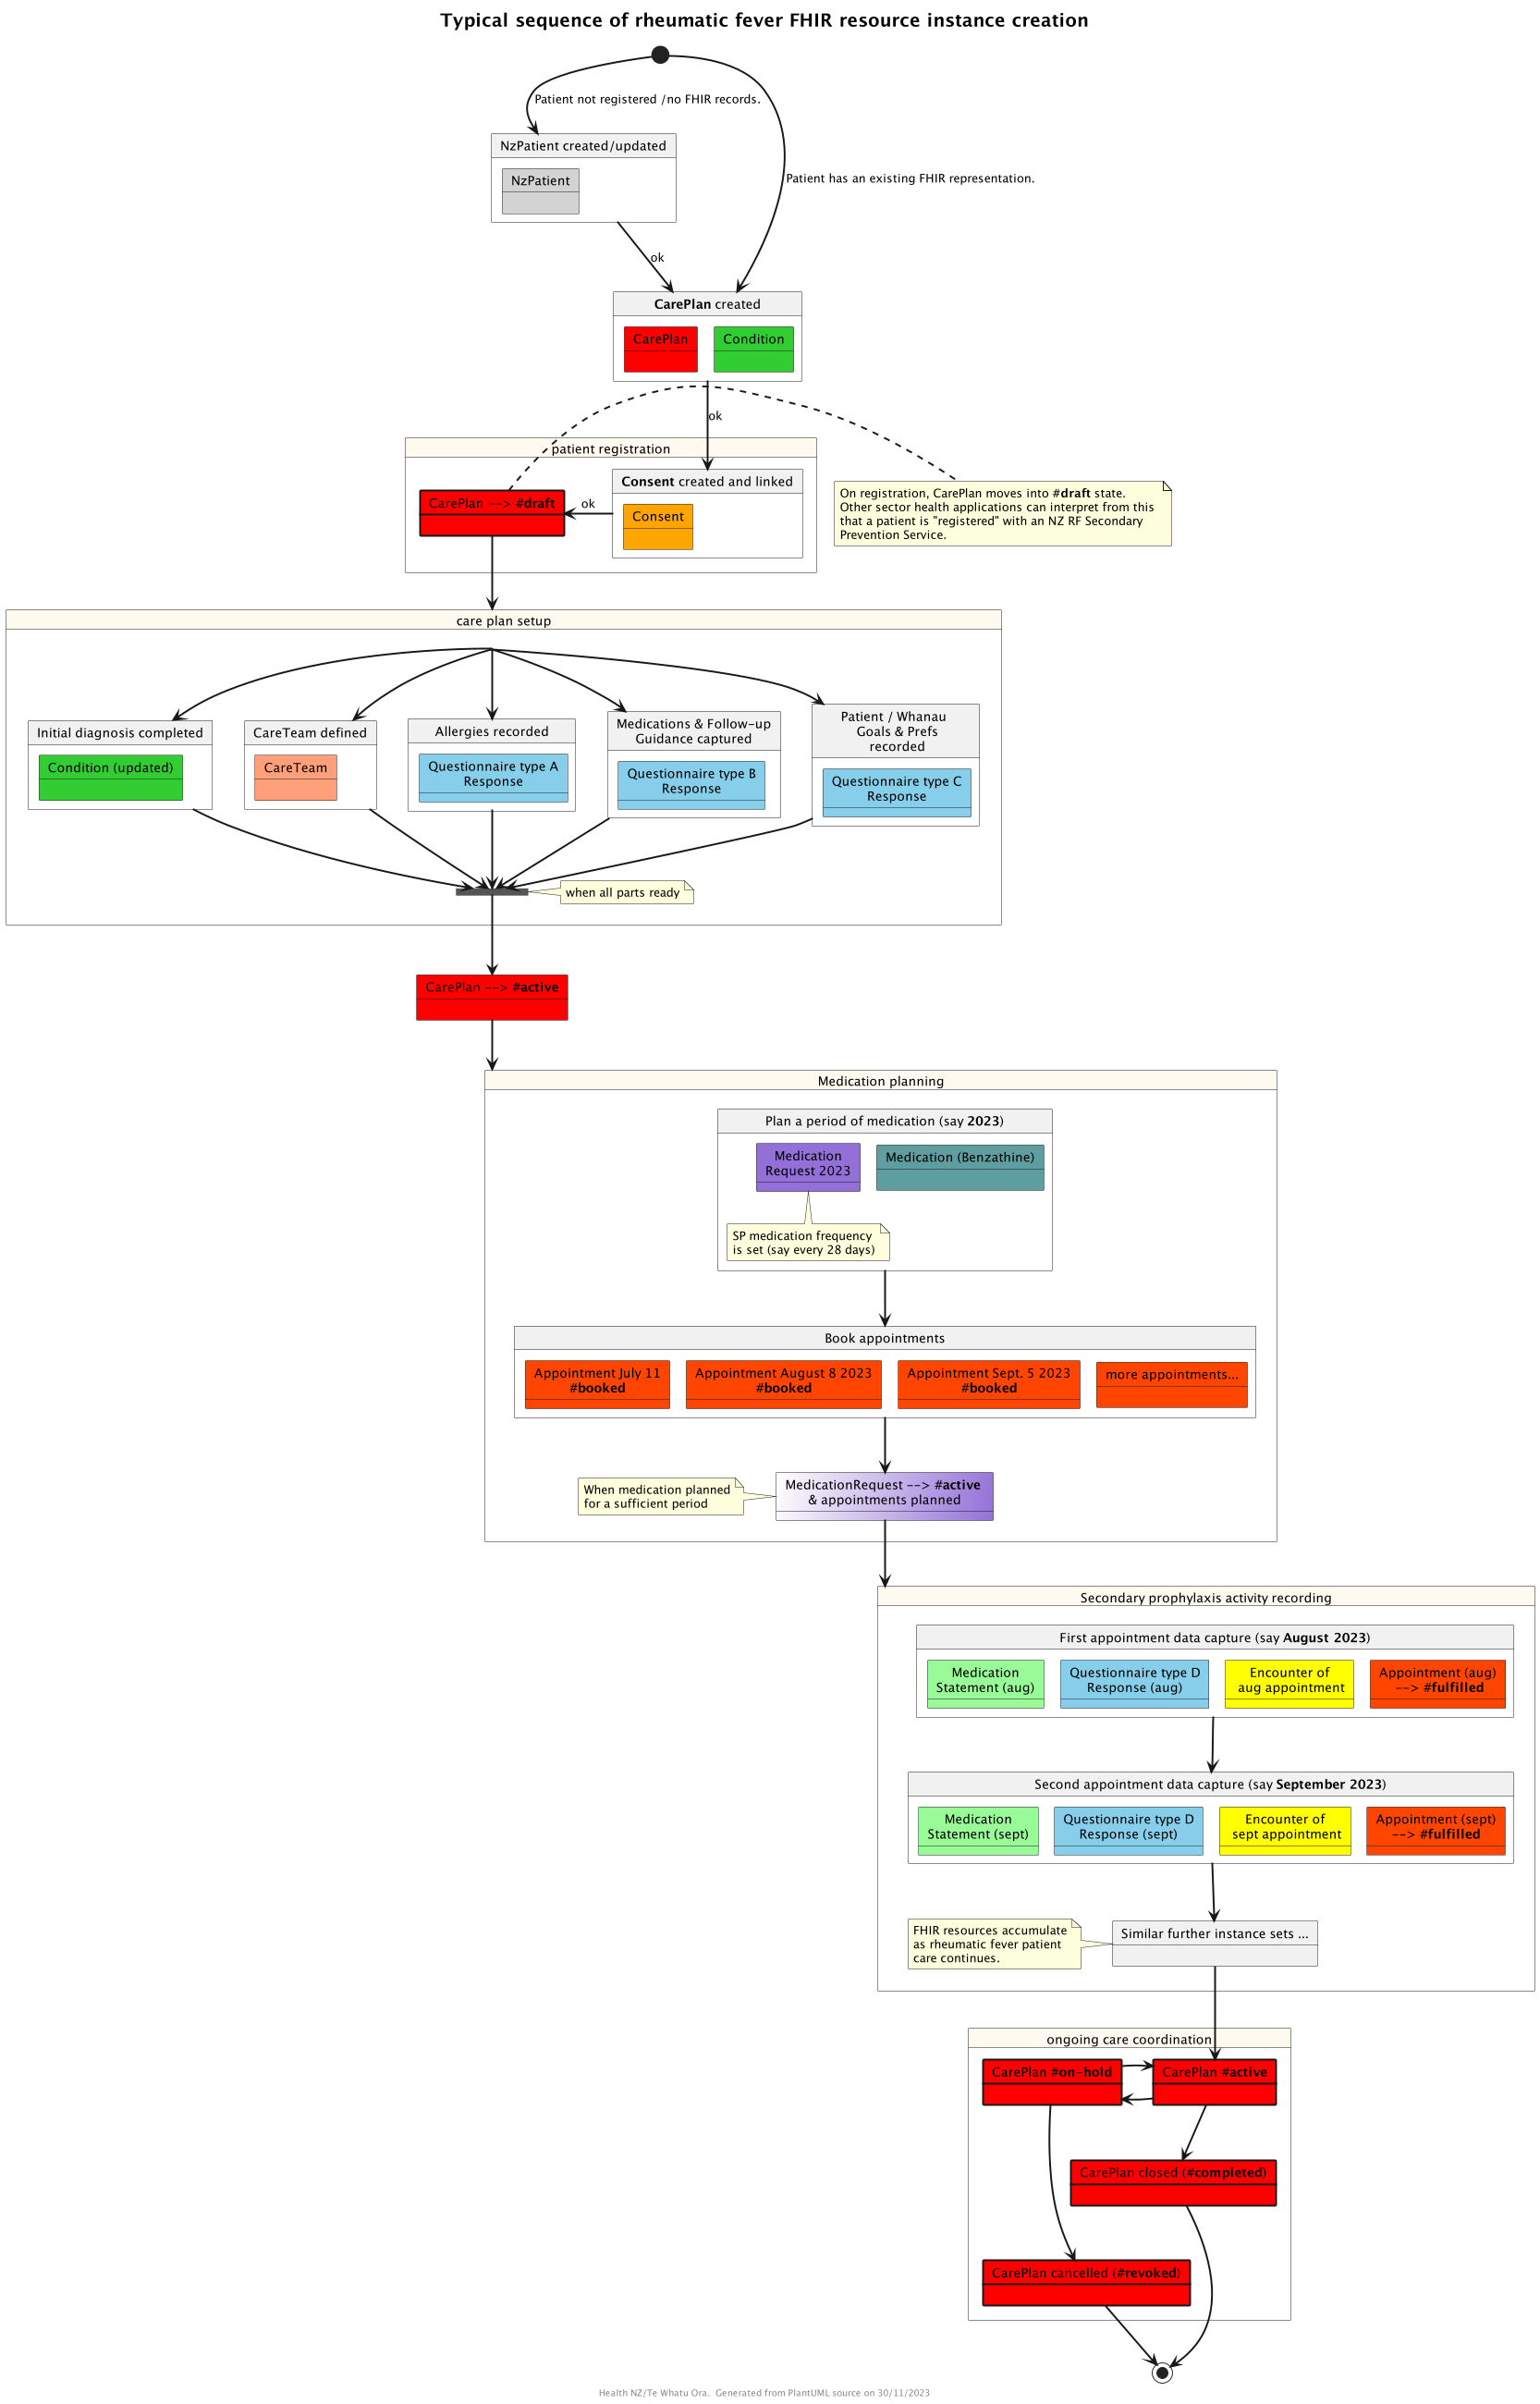 Typical sequence of rheumatic fever FHIR resource instance creation
Patient not registered /no FHIR records.
NzPatient created/updated
NzPatient
Patient has an existing FHIR representation.
ok
CarePlan created
CarePlan
Condition
ok
patient registration
Consent created and linked
CarePlan --> #draft
ok
Consent
On registration, CarePlan moves into #draft state.
Other sector health applications can interpret from this
that a patient is "registered" with an NZ RF Secondary
Prevention Service.
care plan setup
Initial diagnosis completed
Condition (updated)
CareTeam defined
CareTeam
Allergies recorded
Questionnaire type A
Response
Medications & Follow-up
Guidance captured
Questionnaire type B
Response
Patient / Whanau
Goals & Prefs
recorded
Questionnaire type C
Response
when all parts ready
CarePlan --> #active
Medication planning
Plan a period of medication (say 2023)
Medication
Request 2023
Medication (Benzathine)
SP medication frequency
is set (say every 28 days)
Book appointments
Appointment July 11
#booked
Appointment August 8 2023
#booked
Appointment Sept. 5 2023
#booked
more appointments...
When medication planned
for a sufficient period
MedicationRequest --> #active
& appointments planned
Secondary prophylaxis activity recording
First appointment data capture (say August 2023)
Medication
Statement (aug)
Questionnaire type D
Response (aug)
Encounter of
aug appointment
Appointment (aug)
--> #fulfilled
Second appointment data capture (say September 2023)
Medication
Statement (sept)
Questionnaire type D
Response (sept)
Encounter of
sept appointment
Appointment (sept)
--> #fulfilled
FHIR resources accumulate
as rheumatic fever patient
care continues.
Similar further instance sets ...
ongoing care coordination
CarePlan #on-hold
CarePlan #active
CarePlan closed (#completed)
CarePlan cancelled (#revoked)
Health NZ/Te Whatu Ora.  Generated from PlantUML source on 30/11/2023